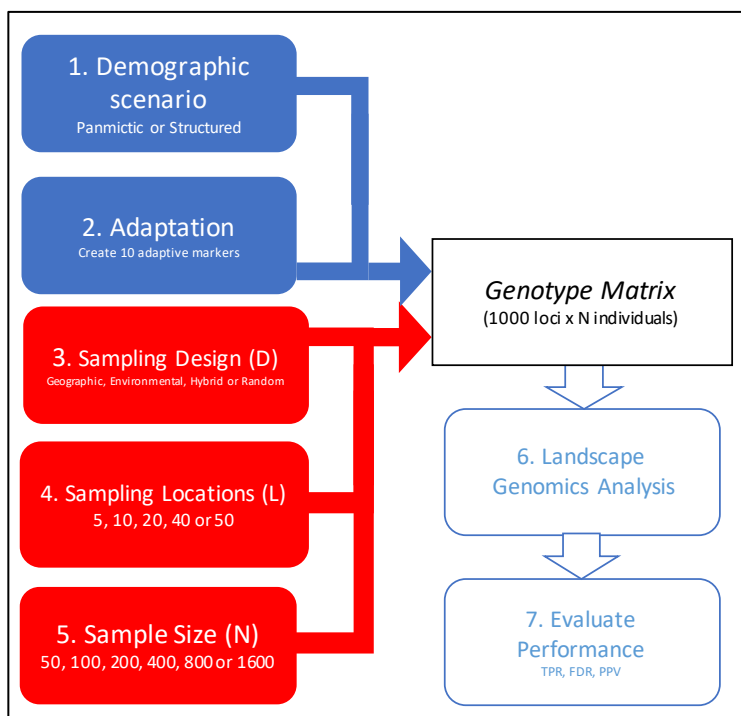 1. Demographic
scenario
Panmictic or Structured
2. Adaptation
Create 10 adaptive markers
3. Sampling Design (D)
Geographic, Environmental, Hybrid or Random
4. Sampling Locations (L)
5, 10, 20, 40 or 50
5. Sample Size (N)
50, 100, 200, 400, 800 or 1600
Genotype Matrix
(1000 loci x N individuals)
6. Landscape
Genomics Analysis
7. Evaluate
Performance
TPR, FDR, PPV